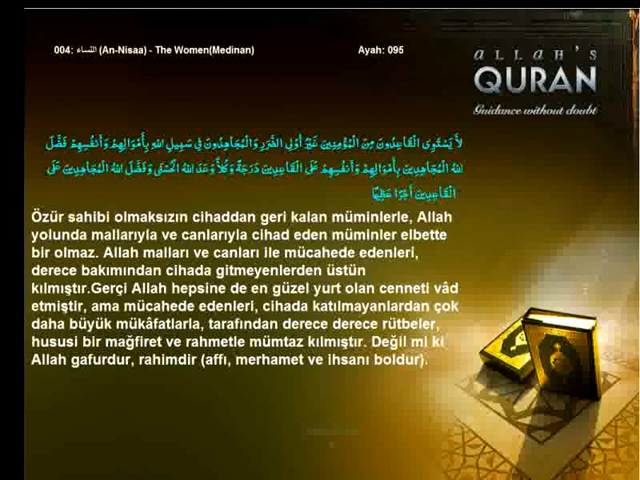 004: النساء (An-Nisaa) - The Women(Medinan) Ayah: 095
ALLAH'S
QURAN
Guidance without doubt
لاَّ يَسْتَوِي الْقَاعِدُونَ مِنَ الْمُؤْمِنِينَ غَيْرُ أُوْلِي الضَّرَرِ وَالْمُجَاهِدُونَ فِي سَبِيلِ اللّهِ بِأَمْوَالِهِمْ وَأَنفُسِهِمْ فَضَّلَ
اللّهُ الْمُجَاهِدِينَ بِأَمْوَالِهِمْ وَأَنفُسِهِمْ عَلَى الْقَاعِدِينَ دَرَجَةً وَكُلاًّ وَعَدَ اللّهُ الْحُسْنَى وَفَضَّلَ اللّهُ الْمُجَاهِدِينَ عَلَى
الْقَاعِدِينَ أَجْرًا عَظِيمًا
Özür sahibi olmaksızın cihaddan geri kalan müminlerle, Allah
yolunda mallarıyla ve canlarıyla cihad eden müminler elbette
bir olmaz. Allah malları ve canları ile mücahede edenleri,
derece bakımından cihada gitmeyenlerden üstün
kılmıştır.Gerçi Allah hepsine de en güzel yurt olan cenneti vâd
etmiştir, ama mücahede edenleri, cihada katılmayanlardan çok
daha büyük mükâfatlarla, tarafından derece derece rütbeler,
hususi bir mağfiret ve rahmetle mümtaz kılmıştır. Değil mi ki
Allah gafurdur, rahimdir (affı, merhamet ve ihsanı boldur).